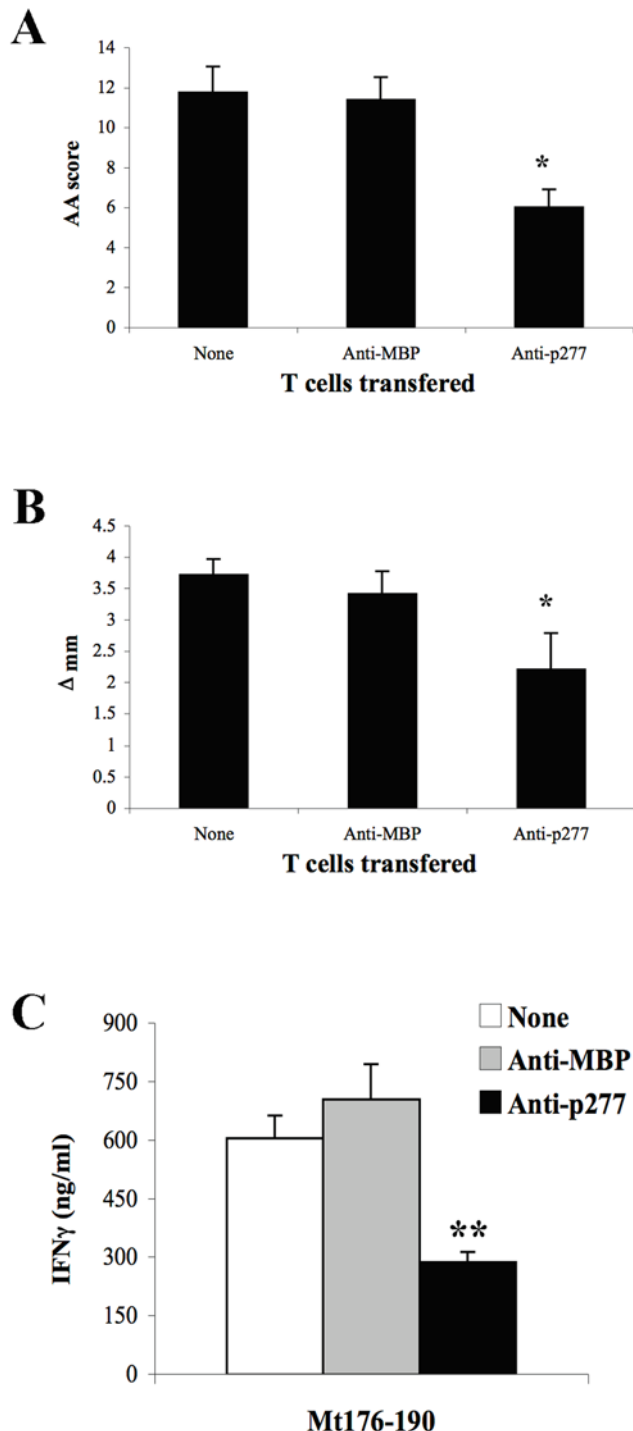 A
14
12
10
8
6
4
2
0
AA score
*
None Anti-MBP Anti-p277
T cells transfered
B
4.5
4
3.5
3
2.5
2
1.5
1
0.5
0
Δ mm
*
None Anti-MBP Anti-p277
T cells transfered
C
900
750
600
450
300
150
0
IFNγ (ng/ml)
None
Anti-MBP
Anti-p277
**
Mt176-190